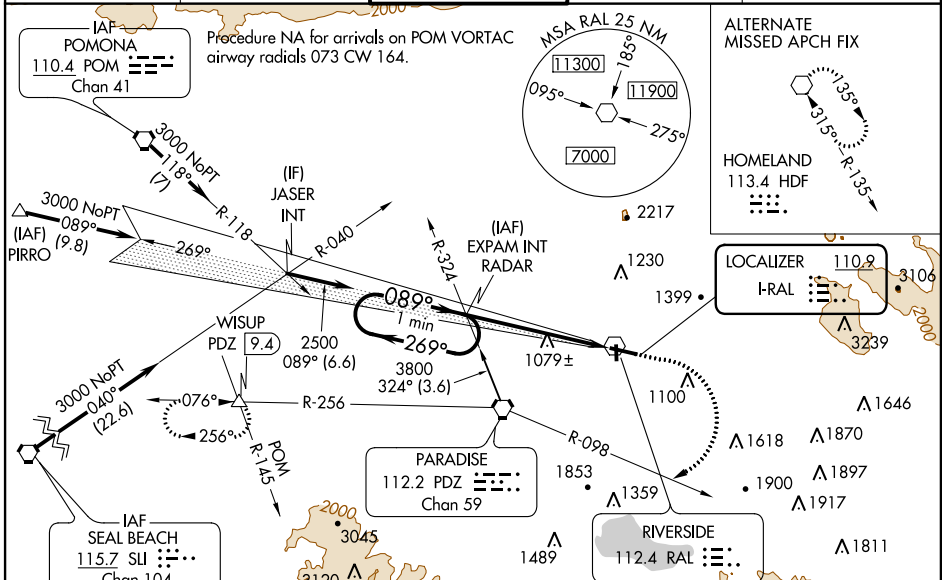 2000
IAF
POMONA
110.4 POM
Chan 41
Procedure NA for arrivals on POM VORTAC
airway radials 073 CW 164.
MSA RAL 25 NM
11300
185°
11900
095°
275°
7000
ALTERNATE
MISSED APCH FIX
135°
315°
R-135
HOMELAND
113.4 HDF
3000 NoPT
118°
(7)
R-118
(IF)
JASER
INT
R-040
3000 NoPT
089°
(9.8)
(IAF)
PIRRO
269°
R-324
(IAF)
EXPAM INT
RADAR
2217
1230
1399
LOCALIZER 110.9
I-RAL
3106
2000
3239
089°
1 min
269°
2500
089° (6.6)
3800
324° (3.6)
1079±
1100
WISUP
PDZ 9.4
3000 NoPT
040°
(22.6)
076°
256°
R-256
POM
R-145
R-098
1646
1618
1870
1897
1900
1917
1811
PARADISE
112.2 PDZ
Chan 59
1853
1359
1489
RIVERSIDE
112.4 RAL
IAF
SEAL BEACH
115.7 SLI
Chan 104
2000
3045
3120